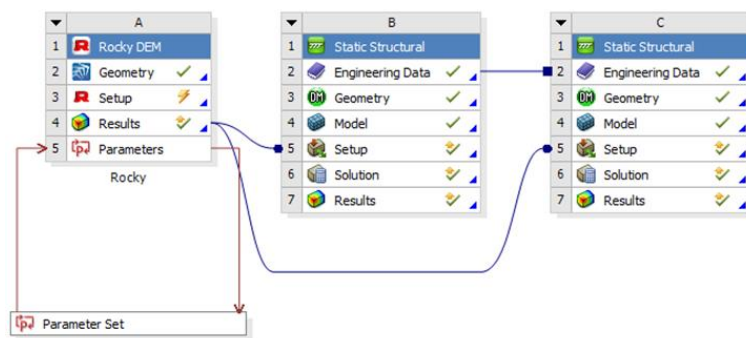 A
1 Rocky DEM
2 Geometry
3 Setup
4 Results
5 Parameters
Rocky
B
1 Static Structural
2 Engineering Data
3 Geometry
4 Model
5 Setup
6 Solution
7 Results
C
1 Static Structural
2 Engineering Data
3 Geometry
4 Model
5 Setup
6 Solution
7 Results
Parameter Set